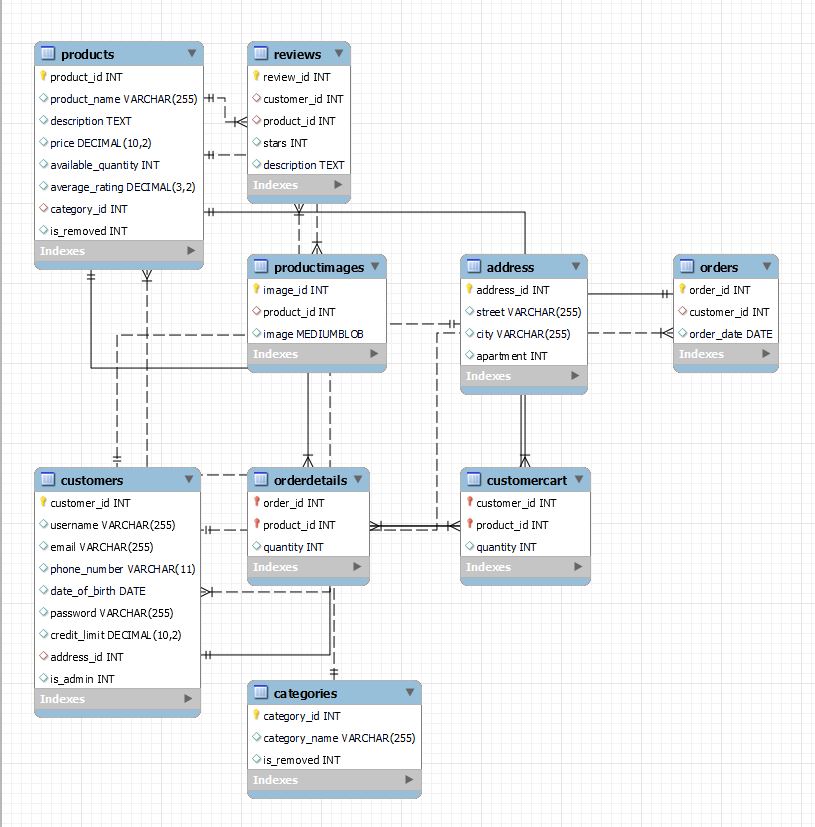 products
product_id INT
product_name VARCHAR(255)
description TEXT
price DECIMAL(10,2)
available_quantity INT
average_rating DECIMAL(3,2)
category_id INT
is_removed INT
Indexes
reviews
review_id INT
customer_id INT
product_id INT
stars INT
description TEXT
Indexes
productimages
image_id INT
product_id INT
image MEDIUMBLOB
Indexes
address
address_id INT
street VARCHAR(255)
city VARCHAR(255)
apartment INT
Indexes
orders
order_id INT
customer_id INT
order_date DATE
Indexes
customers
customer_id INT
username VARCHAR(255)
email VARCHAR(255)
phone_number VARCHAR(11)
date_of_birth DATE
password VARCHAR(255)
credit_limit DECIMAL(10,2)
address_id INT
is_admin INT
Indexes
orderdetails
order_id INT
product_id INT
quantity INT
Indexes
customercart
customer_id INT
product_id INT
quantity INT
Indexes
categories
category_id INT
category_name VARCHAR(255)
is_removed INT
Indexes